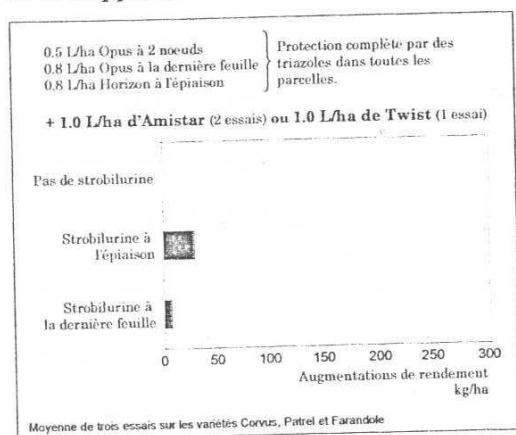 0.5 L/ha Opus à 2 noeuds
0.8 L/ha Opus à la dernière feuille
0.8 L/ha Horizon à l'épiaison
Protection complète par des
triazoles dans toutes les
parcelles.
+ 1.0 L/ha d'Amistar (2 essais) ou 1.0 L/ha de Twist (1 essai)
Pas de strobilurine
Strobilurine à
l'épiaison
Strobilurine à
la dernière feuille
0 50 100 150 200 250 300
Augmentations de rendement
kg/ha
Moyenne de trois essais sur les variétés Corvus, Patrel et Farandole